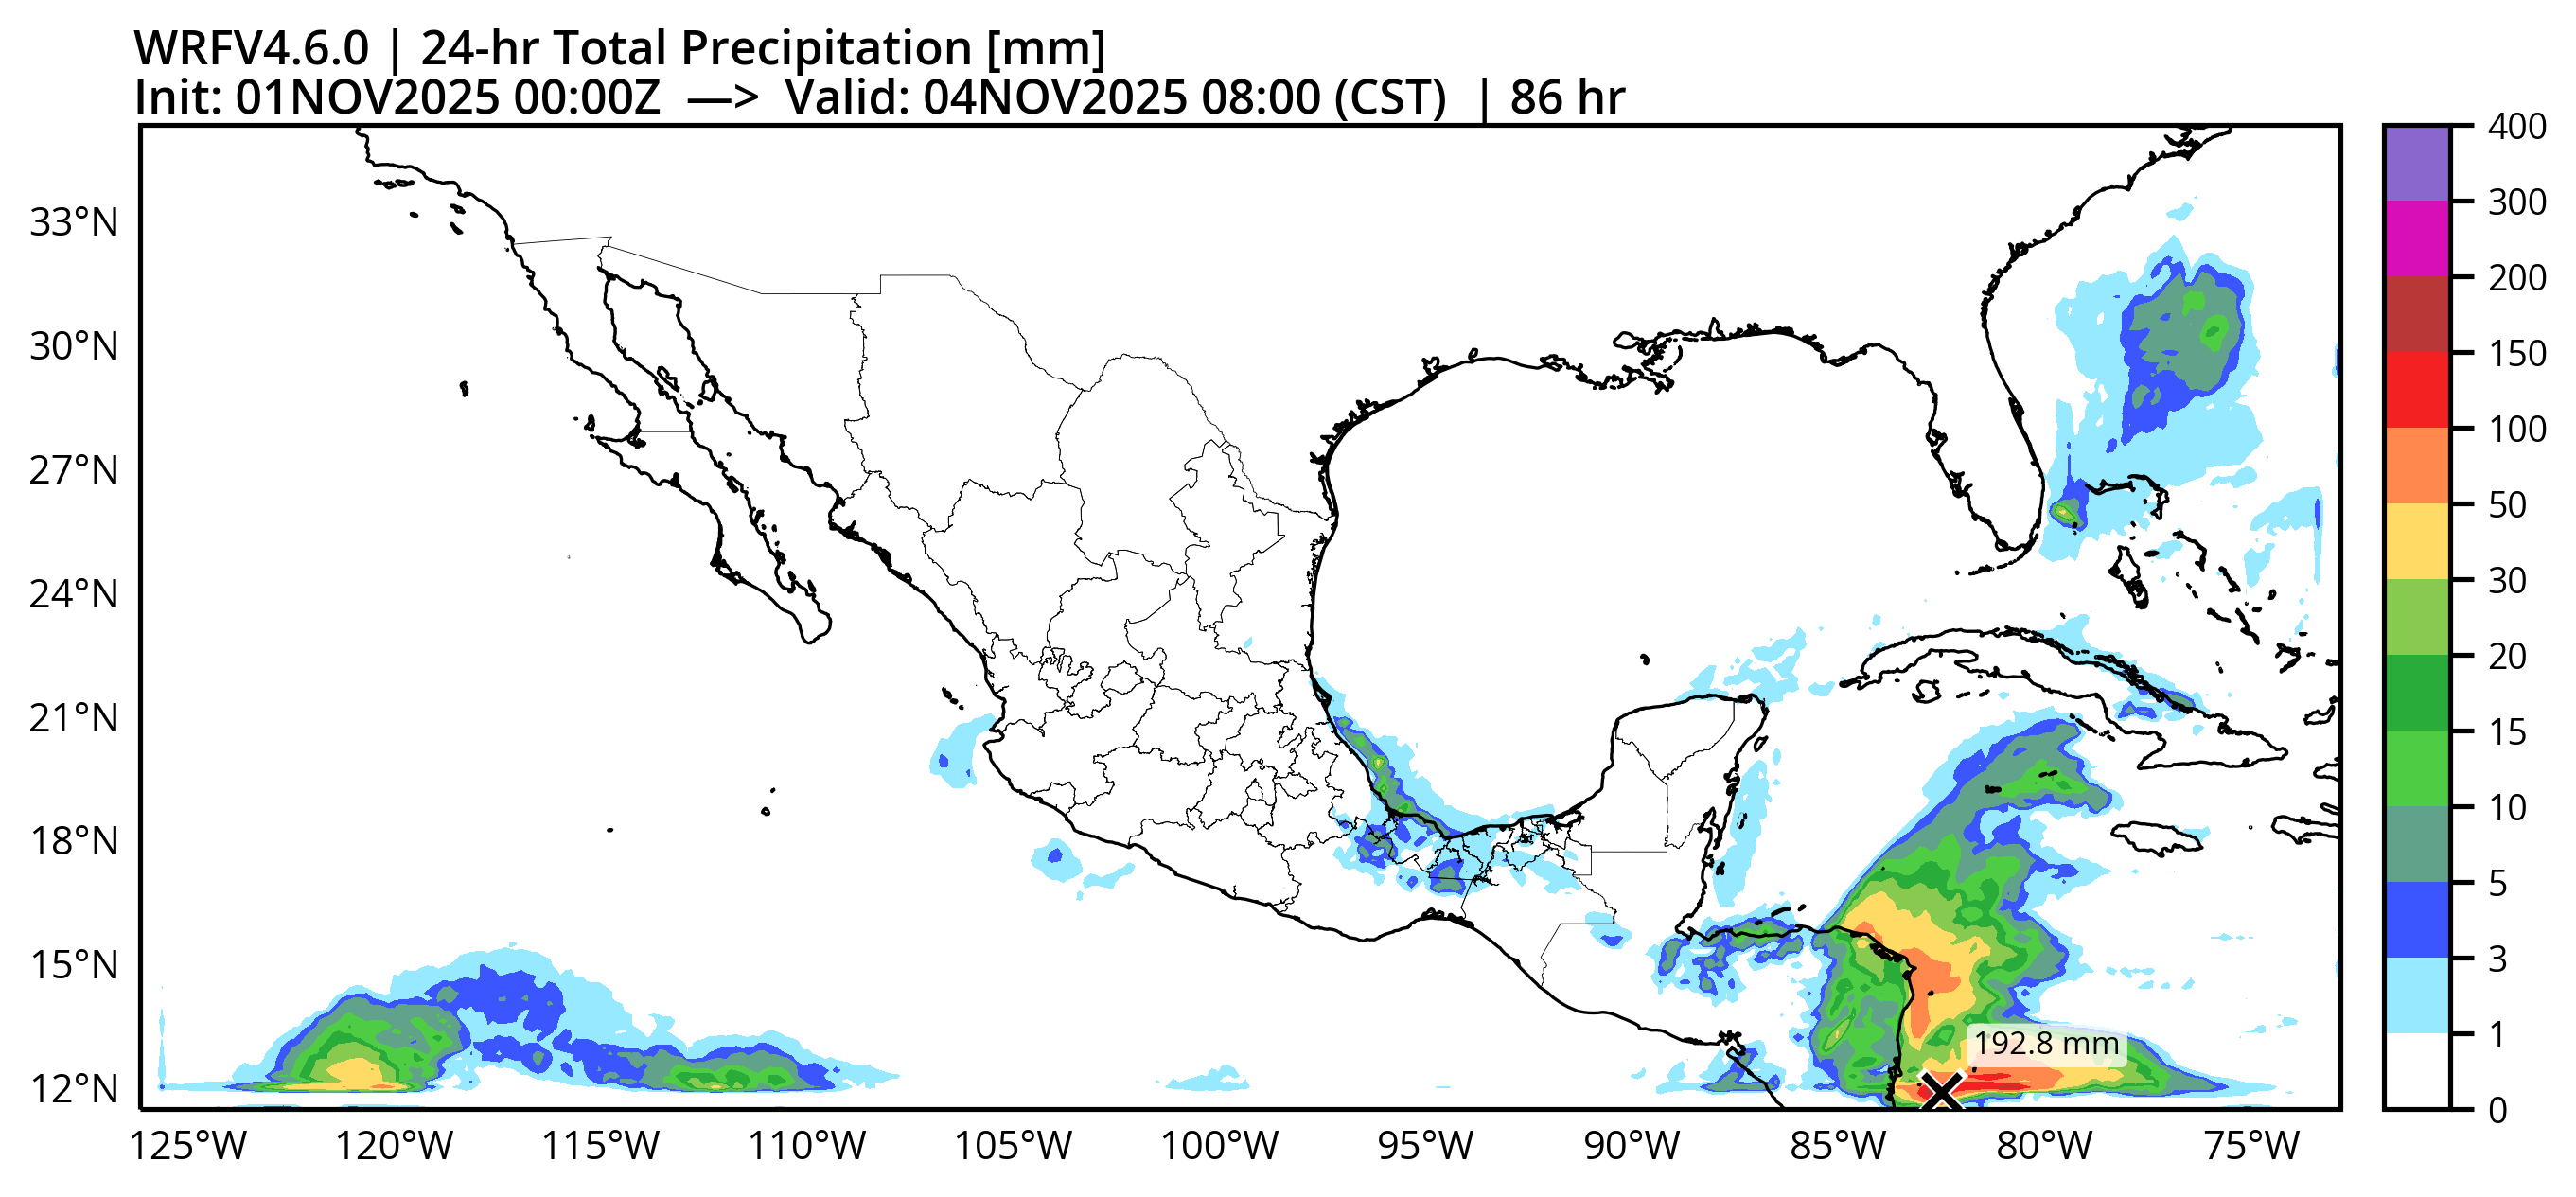 WRFV4.6.0 | 24-hr Total Precipitation [mm]
Init: 01NOV2025 00:00Z —> Valid: 04NOV2025 08:00 (CST) | 86 hr
33°N
30°N
27°N
24°N
21°N
18°N
15°N
12°N
192.8 mm
125°W 120°W 115°W 110°W 105°W 100°W 95°W 90°W 85°W 80°W 75°W
400
300
200
150
100
50
30
20
15
10
5
3
1
0